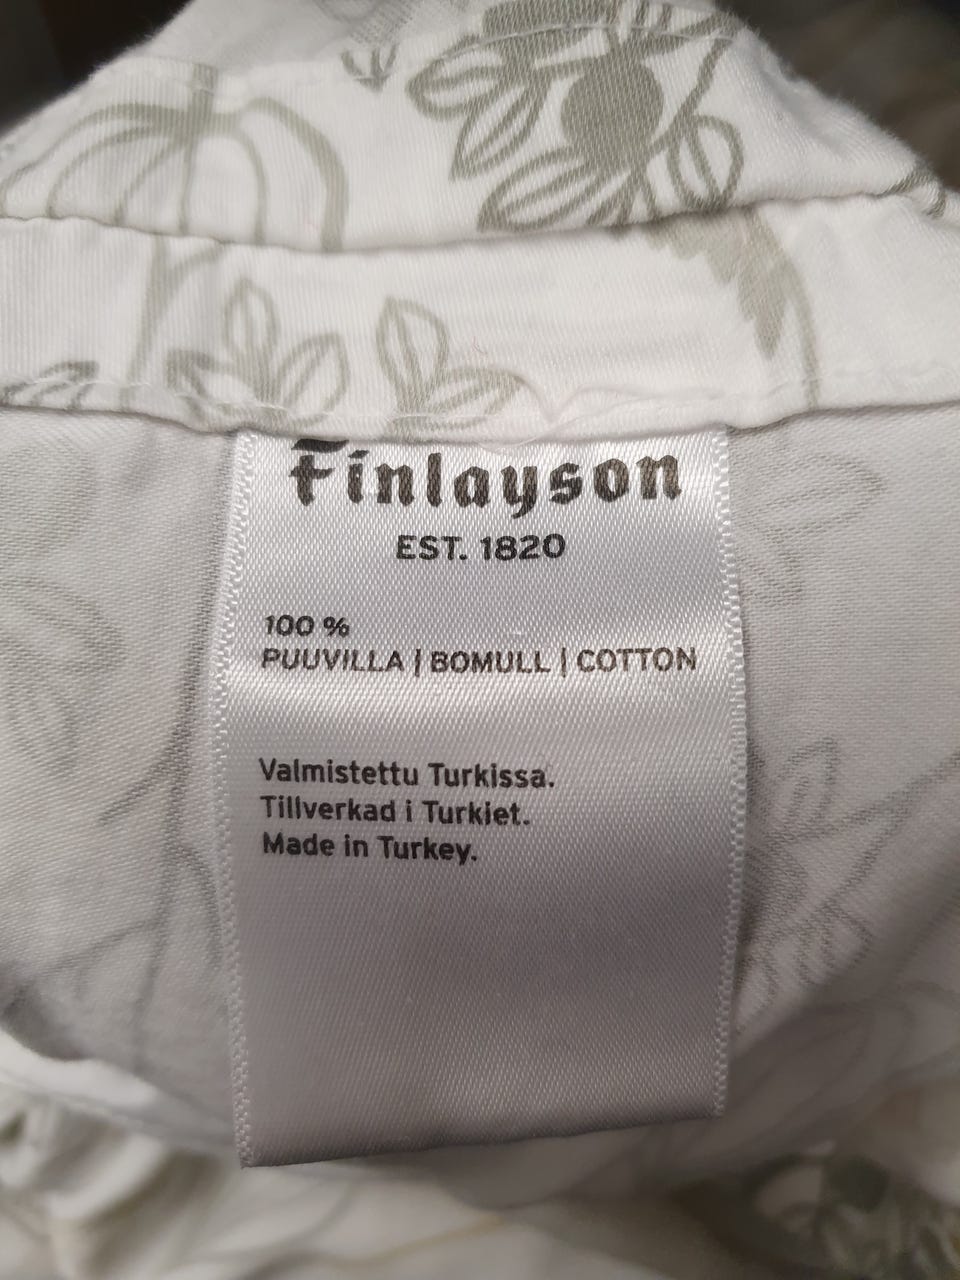 Finlayson
EST. 1820
100 %
PUUVILLA | BOMULL | COTTON
Valmistettu Turkissa.
Tillverkad i Turkiet.
Made in Turkey.